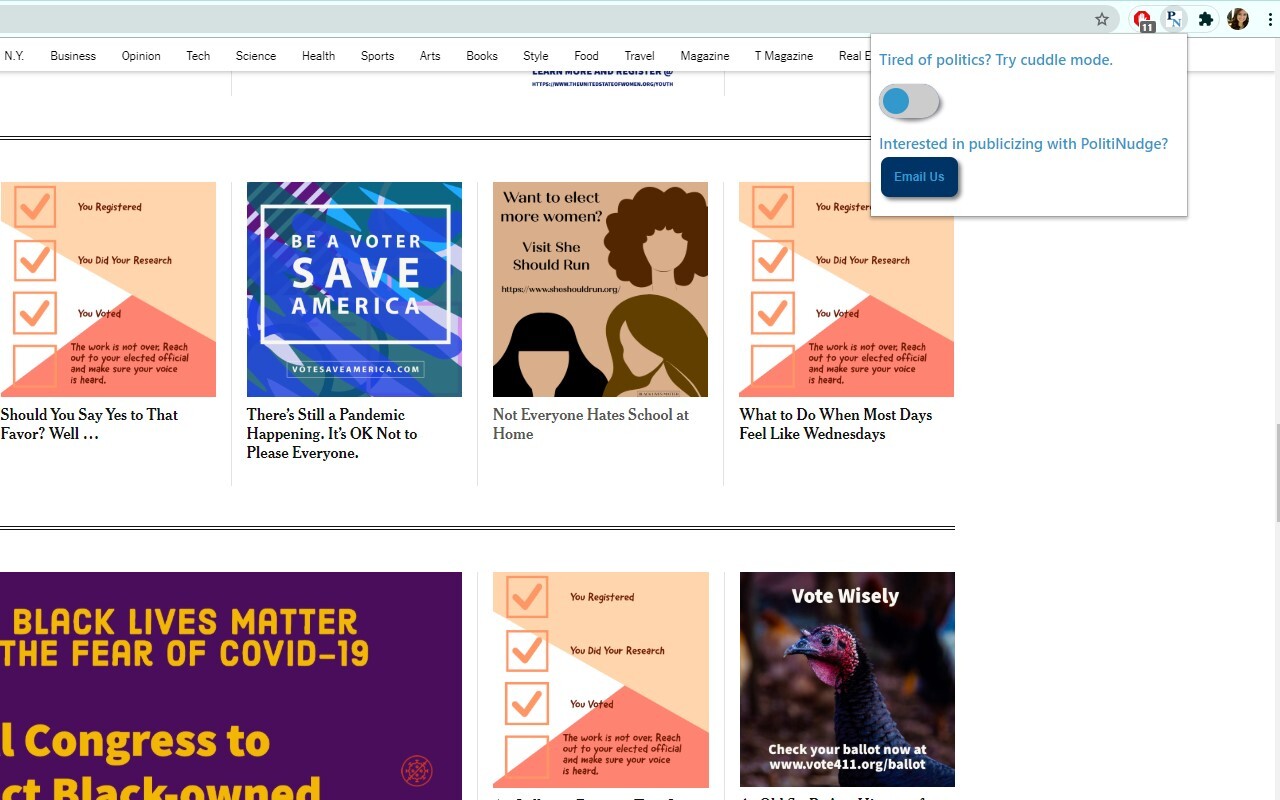 11
PN
N.Y. Business Opinion Tech Science Health Sports Arts Books Style Food Travel Magazine T Magazine Real E
Tired of politics? Try cuddle mode.
Interested in publicizing with PolitiNudge?
Email Us
LEARN MORE AND REGISTER @
HTTPS://WWW.THEUNITEDSTATEOFWOMEN.ORG/YOUTH
You Registered
You Did Your Research
You Voted
The work is not over. Reach
out to your elected official
and make sure your voice
is heard.
Should You Say Yes to That
Favor? Well …
BE A VOTER
SAVE
AMERICA
VOTESAVEAMERICA.COM
There’s Still a Pandemic
Happening. It’s OK Not to
Please Everyone.
Want to elect
more women?
Visit She
Should Run
https://www.sheshouldrun.org/
Not Everyone Hates School at
Home
You Register
You Did Your Research
You Voted
The work is not over. Reach
out to your elected official
and make sure your voice
is heard.
What to Do When Most Days
Feel Like Wednesdays
BLACK LIVES MATTER
THE FEAR OF COVID-19
l Congress to
ct Black-owned
You Registered
You Did Your Research
You Voted
The work is not over. Reach
out to your elected official
and make sure your voice
is heard.
Vote Wisely
Check your ballot now at
www.vote411.org/ballot